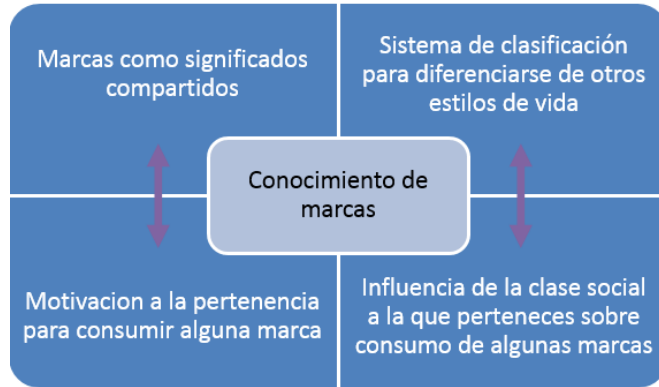 Marcas como significados
compartidos
Sistema de clasificación
para diferenciarse de otros
estilos de vida
Conocimiento de
marcas
Motivacion a la pertenencia
para consumir alguna marca
Influencia de la clase social
a la que perteneces sobre
consumo de algunas marcas